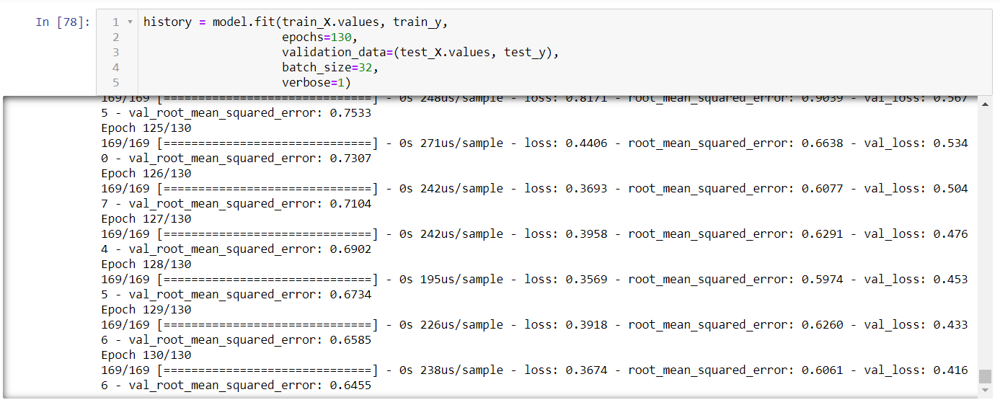 In [78]:
1 history = model.fit(train_X.values, train_y,
2 epochs=130,
3 validation_data=(test_X.values, test_y),
4 batch_size=32,
5 verbose=1)
169/169 [==============================] - 0s 248us/sample - loss: 0.8171 - root_mean_squared_error: 0.9039 - val_loss: 0.567
5 - val_root_mean_squared_error: 0.7533
Epoch 125/130
169/169 [==============================] - 0s 271us/sample - loss: 0.4406 - root_mean_squared_error: 0.6638 - val_loss: 0.534
0 - val_root_mean_squared_error: 0.7307
Epoch 126/130
169/169 [==============================] - 0s 242us/sample - loss: 0.3693 - root_mean_squared_error: 0.6077 - val_loss: 0.504
7 - val_root_mean_squared_error: 0.7104
Epoch 127/130
169/169 [==============================] - 0s 242us/sample - loss: 0.3958 - root_mean_squared_error: 0.6291 - val_loss: 0.476
4 - val_root_mean_squared_error: 0.6902
Epoch 128/130
169/169 [==============================] - 0s 195us/sample - loss: 0.3569 - root_mean_squared_error: 0.5974 - val_loss: 0.453
5 - val_root_mean_squared_error: 0.6734
Epoch 129/130
169/169 [==============================] - 0s 226us/sample - loss: 0.3918 - root_mean_squared_error: 0.6260 - val_loss: 0.433
6 - val_root_mean_squared_error: 0.6585
Epoch 130/130
169/169 [==============================] - 0s 238us/sample - loss: 0.3674 - root_mean_squared_error: 0.6061 - val_loss: 0.416
6 - val_root_mean_squared_error: 0.6455